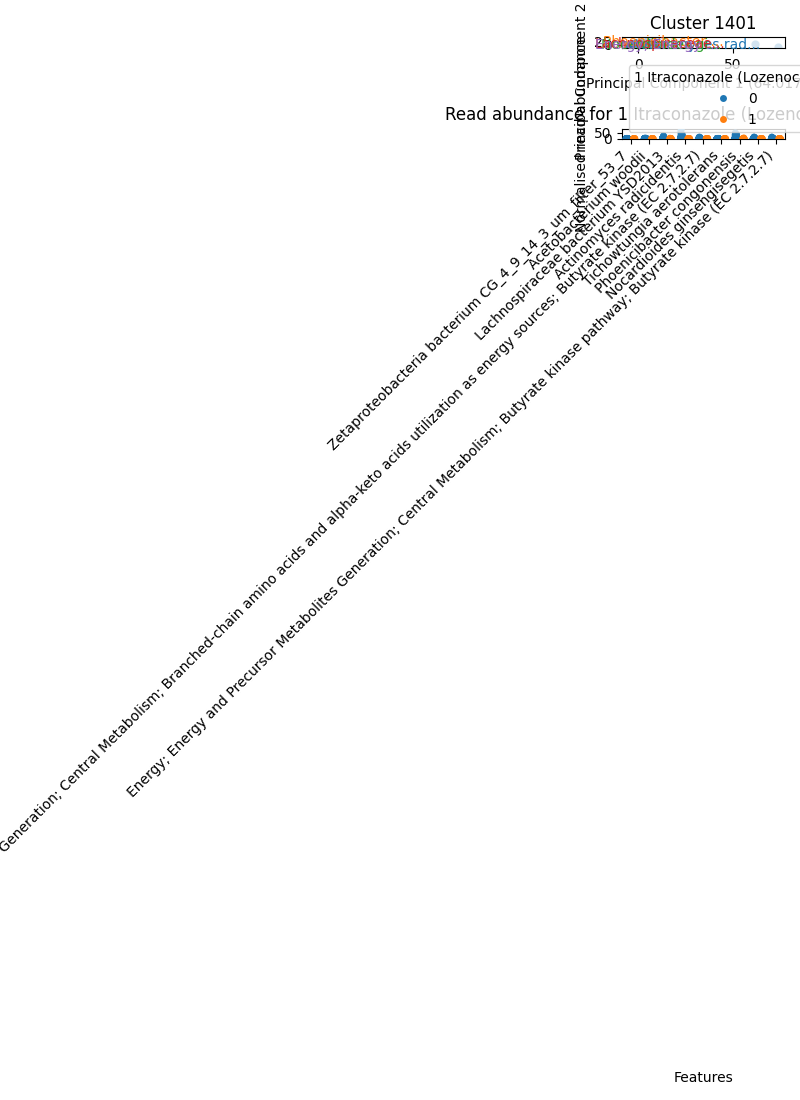 Cluster 1401
Principal Component 2
0
50
Principal Component 1 (64.017
1 Itraconazole (Lozenoc
0
1
Read abundance for 1 Itraconazole (Lozenoc
Normalised read abundance
50
0
Zetaproteobacteria bacterium CG_4_9_14_3_um_filter_53_7
Acetobacterium woodii
Lachnospiraceae bacterium YSD2013
Actinomyces radicidentis
Generation; Central Metabolism; Branched-chain amino acids and alpha-keto acids utilization as energy sources; Butyrate kinase (EC 2.7.2.7)
Tichowtungia aerotolerans
Phoenicibacter congonensis
Nocardioides ginsengisegetis
Energy; Energy and Precursor Metabolites Generation; Central Metabolism; Butyrate kinase pathway; Butyrate kinase (EC 2.7.2.7)
Features